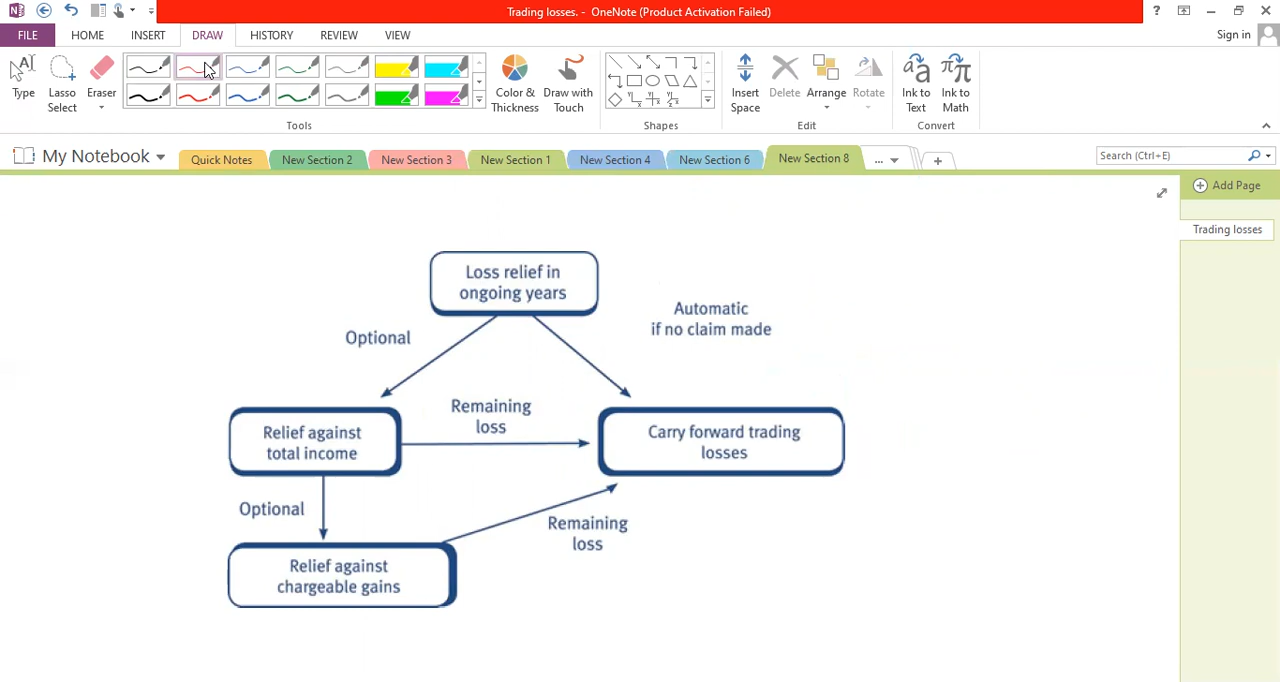 Trading losses. - OneNote (Product Activation Failed)
?
FILE HOME INSERT DRAW HISTORY REVIEW VIEW
Sign in
Type
Lasso
Select
Eraser
Color &
Thickness
Draw with
Touch
Insert
Space
Delete
Arrange
Rotate
Ink to
Text
Ink to
Math
Tools
Shapes
Edit
Convert
My Notebook
Quick Notes
New Section 2
New Section 3
New Section 1
New Section 4
New Section 6
New Section 8
...
Search (Ctrl+E)
Add Page
Trading losses
Loss relief in
ongoing years
Automatic
if no claim made
Optional
Remaining
loss
Relief against
total income
Carry forward trading
losses
Optional
Remaining
loss
Relief against
chargeable gains